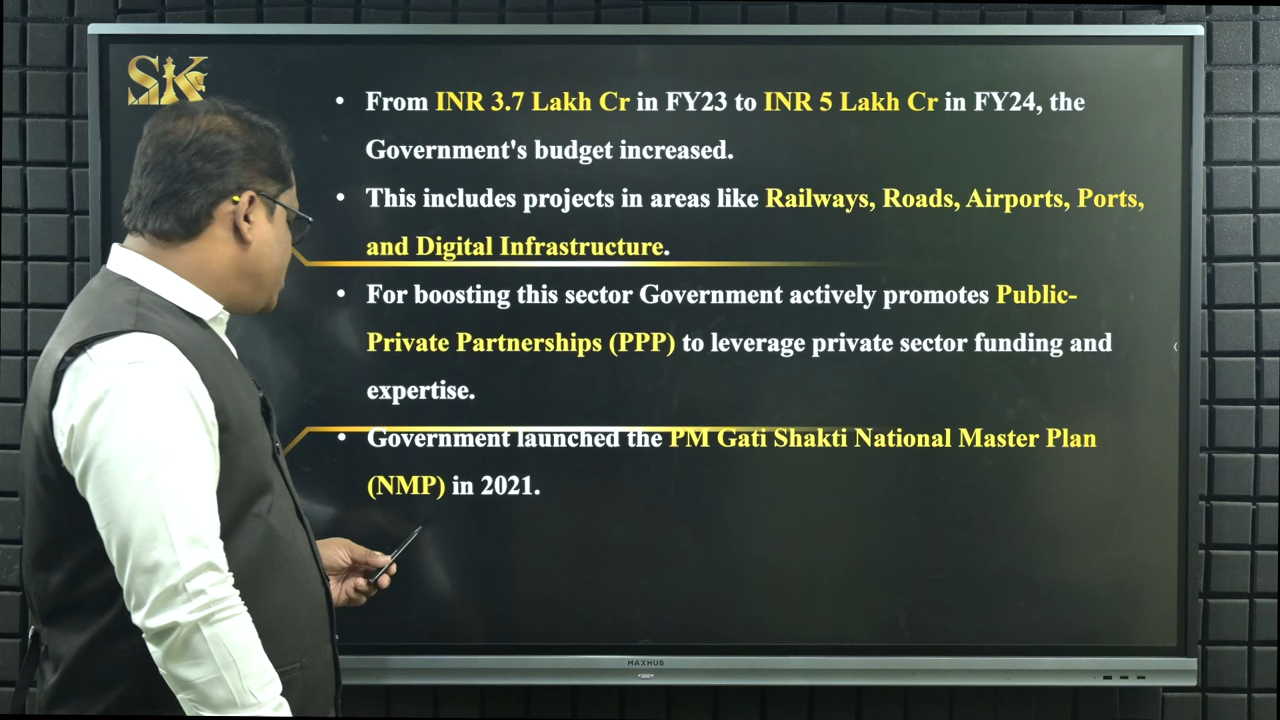 SK
• From INR 3.7 Lakh Cr in FY23 to INR 5 Lakh Cr in FY24, the
Government's budget increased.
• This includes projects in areas like Railways, Roads, Airports, Ports,
and Digital Infrastructure.
• For boosting this sector Government actively promotes Public-
Private Partnerships (PPP) to leverage private sector funding and
expertise.
• Government launched the PM Gati Shakti National Master Plan
(NMP) in 2021.
MAXHUB